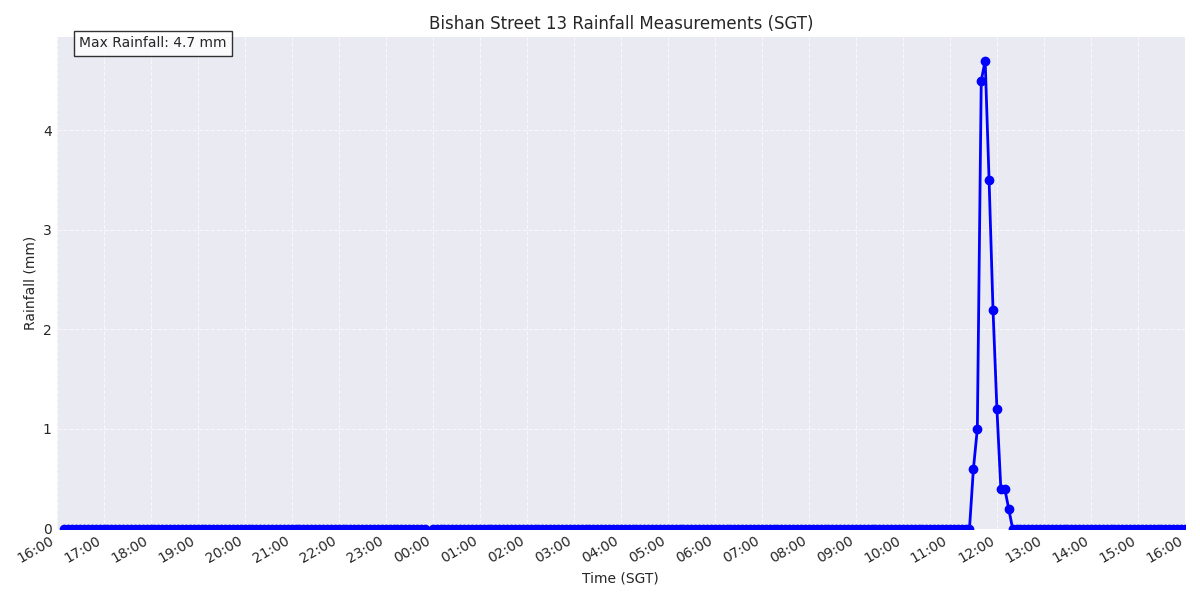 Bishan Street 13 Rainfall Measurements (SGT)
Max Rainfall: 4.7 mm
4
3
2
1
0
Rainfall (mm)
16:00 17:00 18:00 19:00 20:00 21:00 22:00 23:00 00:00 01:00 02:00 03:00 04:00 05:00 06:00 07:00 08:00 09:00 10:00 11:00 12:00 13:00 14:00 15:00 16:00
Time (SGT)